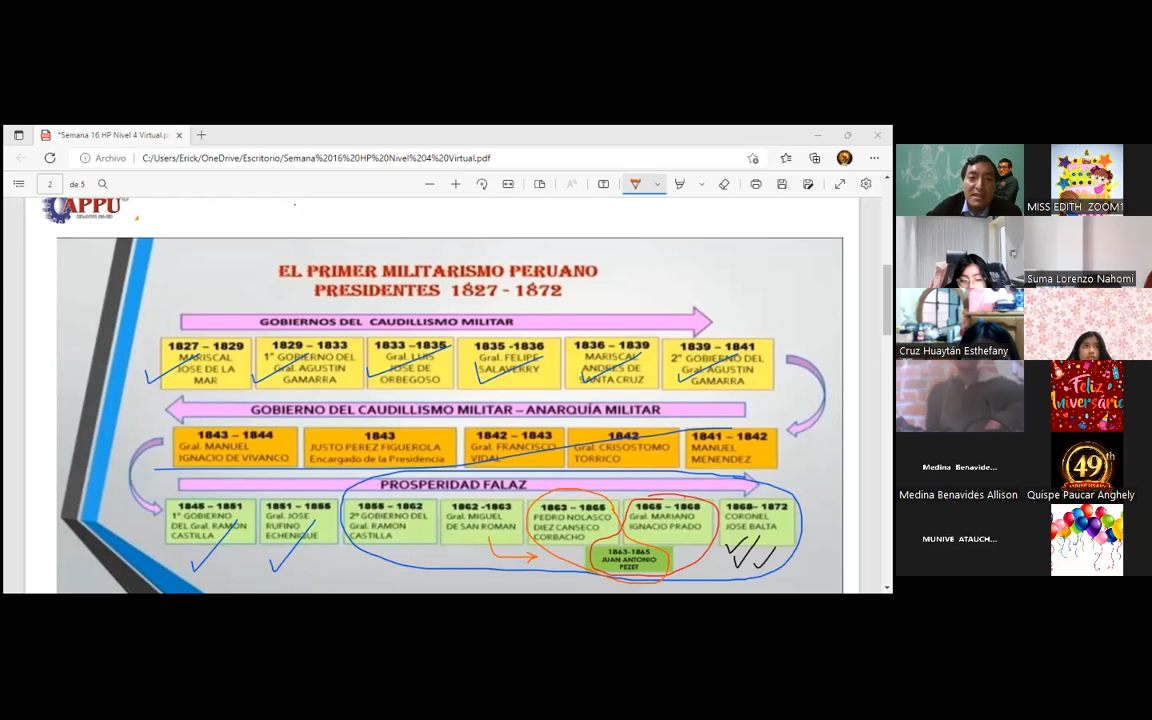 *Semana 16 HP Nivel 4 Virtual.p
Archivo C:/Users/Erick/OneDrive/Escritorio/Semana%2016%20HP%20Nivel%204%20Virtual.pdf
2 de 5
APPU
EL PRIMER MILITARISMO PERUANO
PRESIDENTES 1827 - 1872
GOBIERNOS DEL CAUDILLISMO MILITAR
1827 – 1829
MARISCAL
JOSE DE LA
MAR
1829 – 1833
1° GOBIERNO DEL
Gral. AGUSTIN
GAMARRA
1833 –1835
Gral. LUIS
JOSE DE
ORBEGOSO
1835 -1836
Gral. FELIPE
SALAVERRY
1836 – 1839
MARISCAL
ANDRES DE
SANTA CRUZ
1839 – 1841
2° GOBIERNO DEL
Gral. AGUSTIN
GAMARRA
GOBIERNO DEL CAUDILLISMO MILITAR – ANARQUÍA MILITAR
1843 – 1844
Gral. MANUEL
IGNACIO DE VIVANCO
1843
JUSTO PEREZ FIGUEROLA
Encargado de la Presidencia
1842 – 1843
Gral. FRANCISCO
VIDAL
1842
Gral. CRISOSTOMO
TORRICO
1841 – 1842
MANUEL
MENENDEZ
PROSPERIDAD FALAZ
1845 – 1851
1° GOBIERNO
DEL Gral. RAMON
CASTILLA
1851 – 1855
Gral. JOSE
RUFINO
ECHENIQUE
1855 – 1862
2° GOBIERNO DEL
Gral. RAMON
CASTILLA
1862 -1863
Gral. MIGUEL
DE SAN ROMAN
1863 – 1865
PEDRO NOLASCO
DIEZ CANSECO
CORBACHO
1865 – 1868
Gral. MARIANO
IGNACIO PRADO
1868– 1872
CORONEL
JOSE BALTA
1863-1865
JUAN ANTONIO
PEZET
MISS EDITH ZOOM1
Suma Lorenzo Nahomi
Cruz Huaytán Esthefany
Feliz
Aniversario
Medina Benavide...
Medina Benavides Allison
49th
ANNIVERSARY
Quispe Paucar Anghely
MUNIVE ATAUCH...